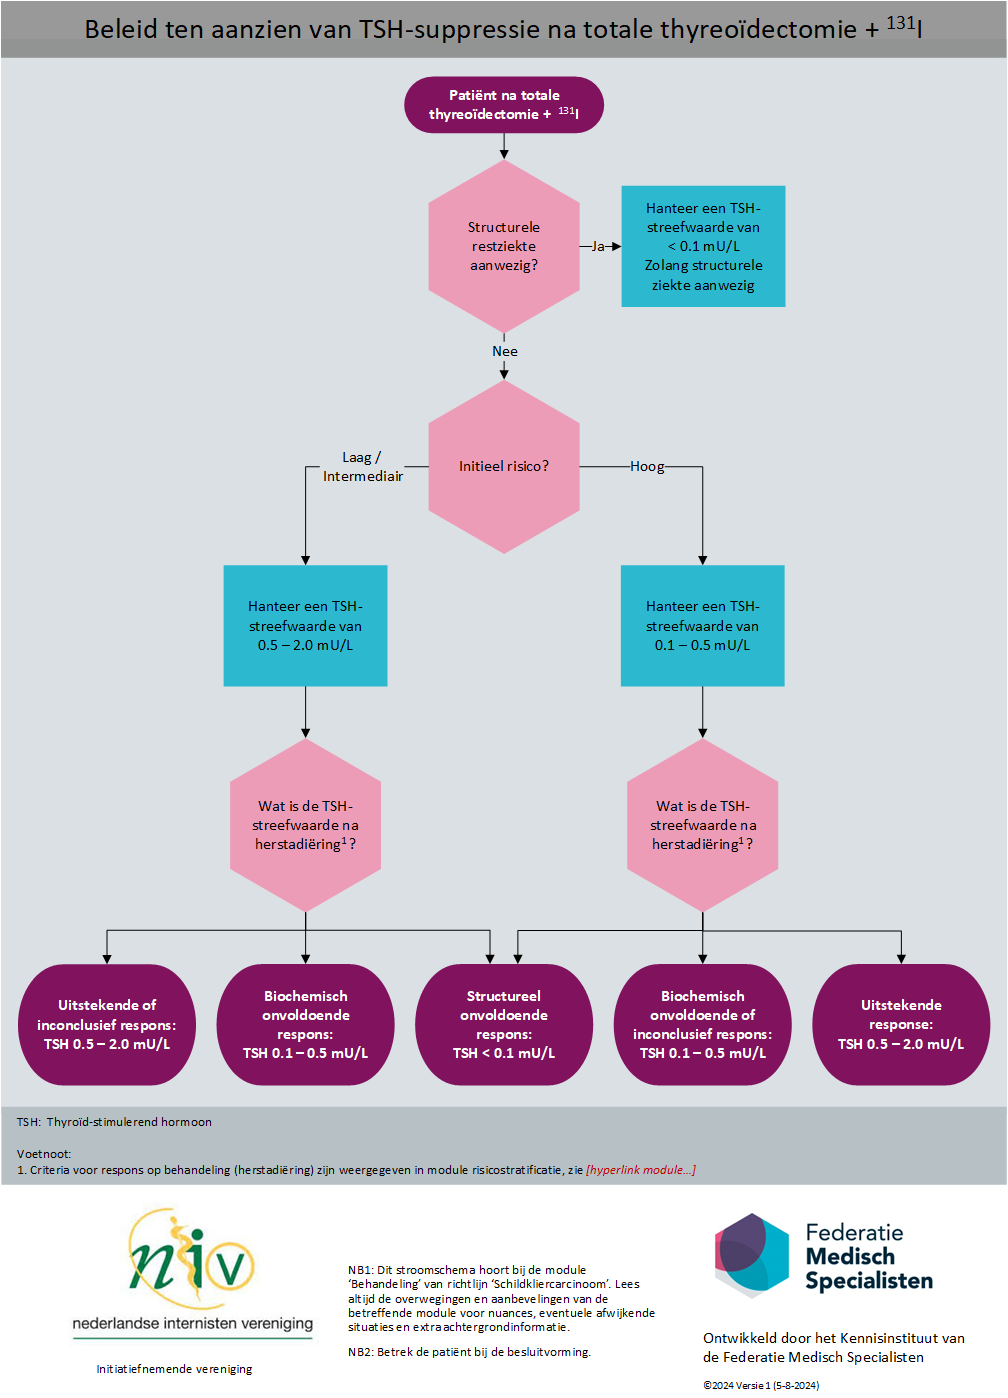 Beleid ten aanzien van TSH-suppressie na totale thyreoïdectomie + ¹³¹I
Patiënt na totale
thyreoïdectomie + ¹³¹I
Structurele
restziekte
aanwezig?
Ja
Hanteer een TSH-
streefwaarde van
< 0.1 mU/L
Zolang structurele
ziekte aanwezig
Nee
Initieel risico?
Laag /
Intermediair
Hoog
Hanteer een TSH-
streefwaarde van
0.5 – 2.0 mU/L
Hanteer een TSH-
streefwaarde van
0.1 – 0.5 mU/L
Wat is de TSH-
streefwaarde na
herstadiëring¹?
Wat is de TSH-
streefwaarde na
herstadiëring¹?
Uitstekende of
inconclusief respons:
TSH 0.5 – 2.0 mU/L
Biochemisch
onvoldoende
respons:
TSH 0.1 – 0.5 mU/L
Structureel
onvoldoende
respons:
TSH < 0.1 mU/L
Biochemisch
onvoldoende of
inconclusief respons:
TSH 0.1 – 0.5 mU/L
Uitstekende
response:
TSH 0.5 – 2.0 mU/L
TSH: Thyroïd-stimulerend hormoon
Voetnoot:
1. Criteria voor respons op behandeling (herstadiëring) zijn weergegeven in module risicostratificatie, zie [hyperlink module...]
niv
nederlandse internisten vereniging
Initiatiefnemende vereniging
NB1: Dit stroomschema hoort bij de module
‘Behandeling’ van richtlijn ‘Schildkliercarcinoom’. Lees
altijd de overwegingen en aanbevelingen van de
betreffende module voor nuances, eventuele afwijkende
situaties en extra achtergrondinformatie.
NB2: Betrek de patiënt bij de besluitvorming.
Federatie
Medisch
Specialisten
Ontwikkeld door het Kennisinstituut van
de Federatie Medisch Specialisten
©2024 Versie 1 (5-8-2024)